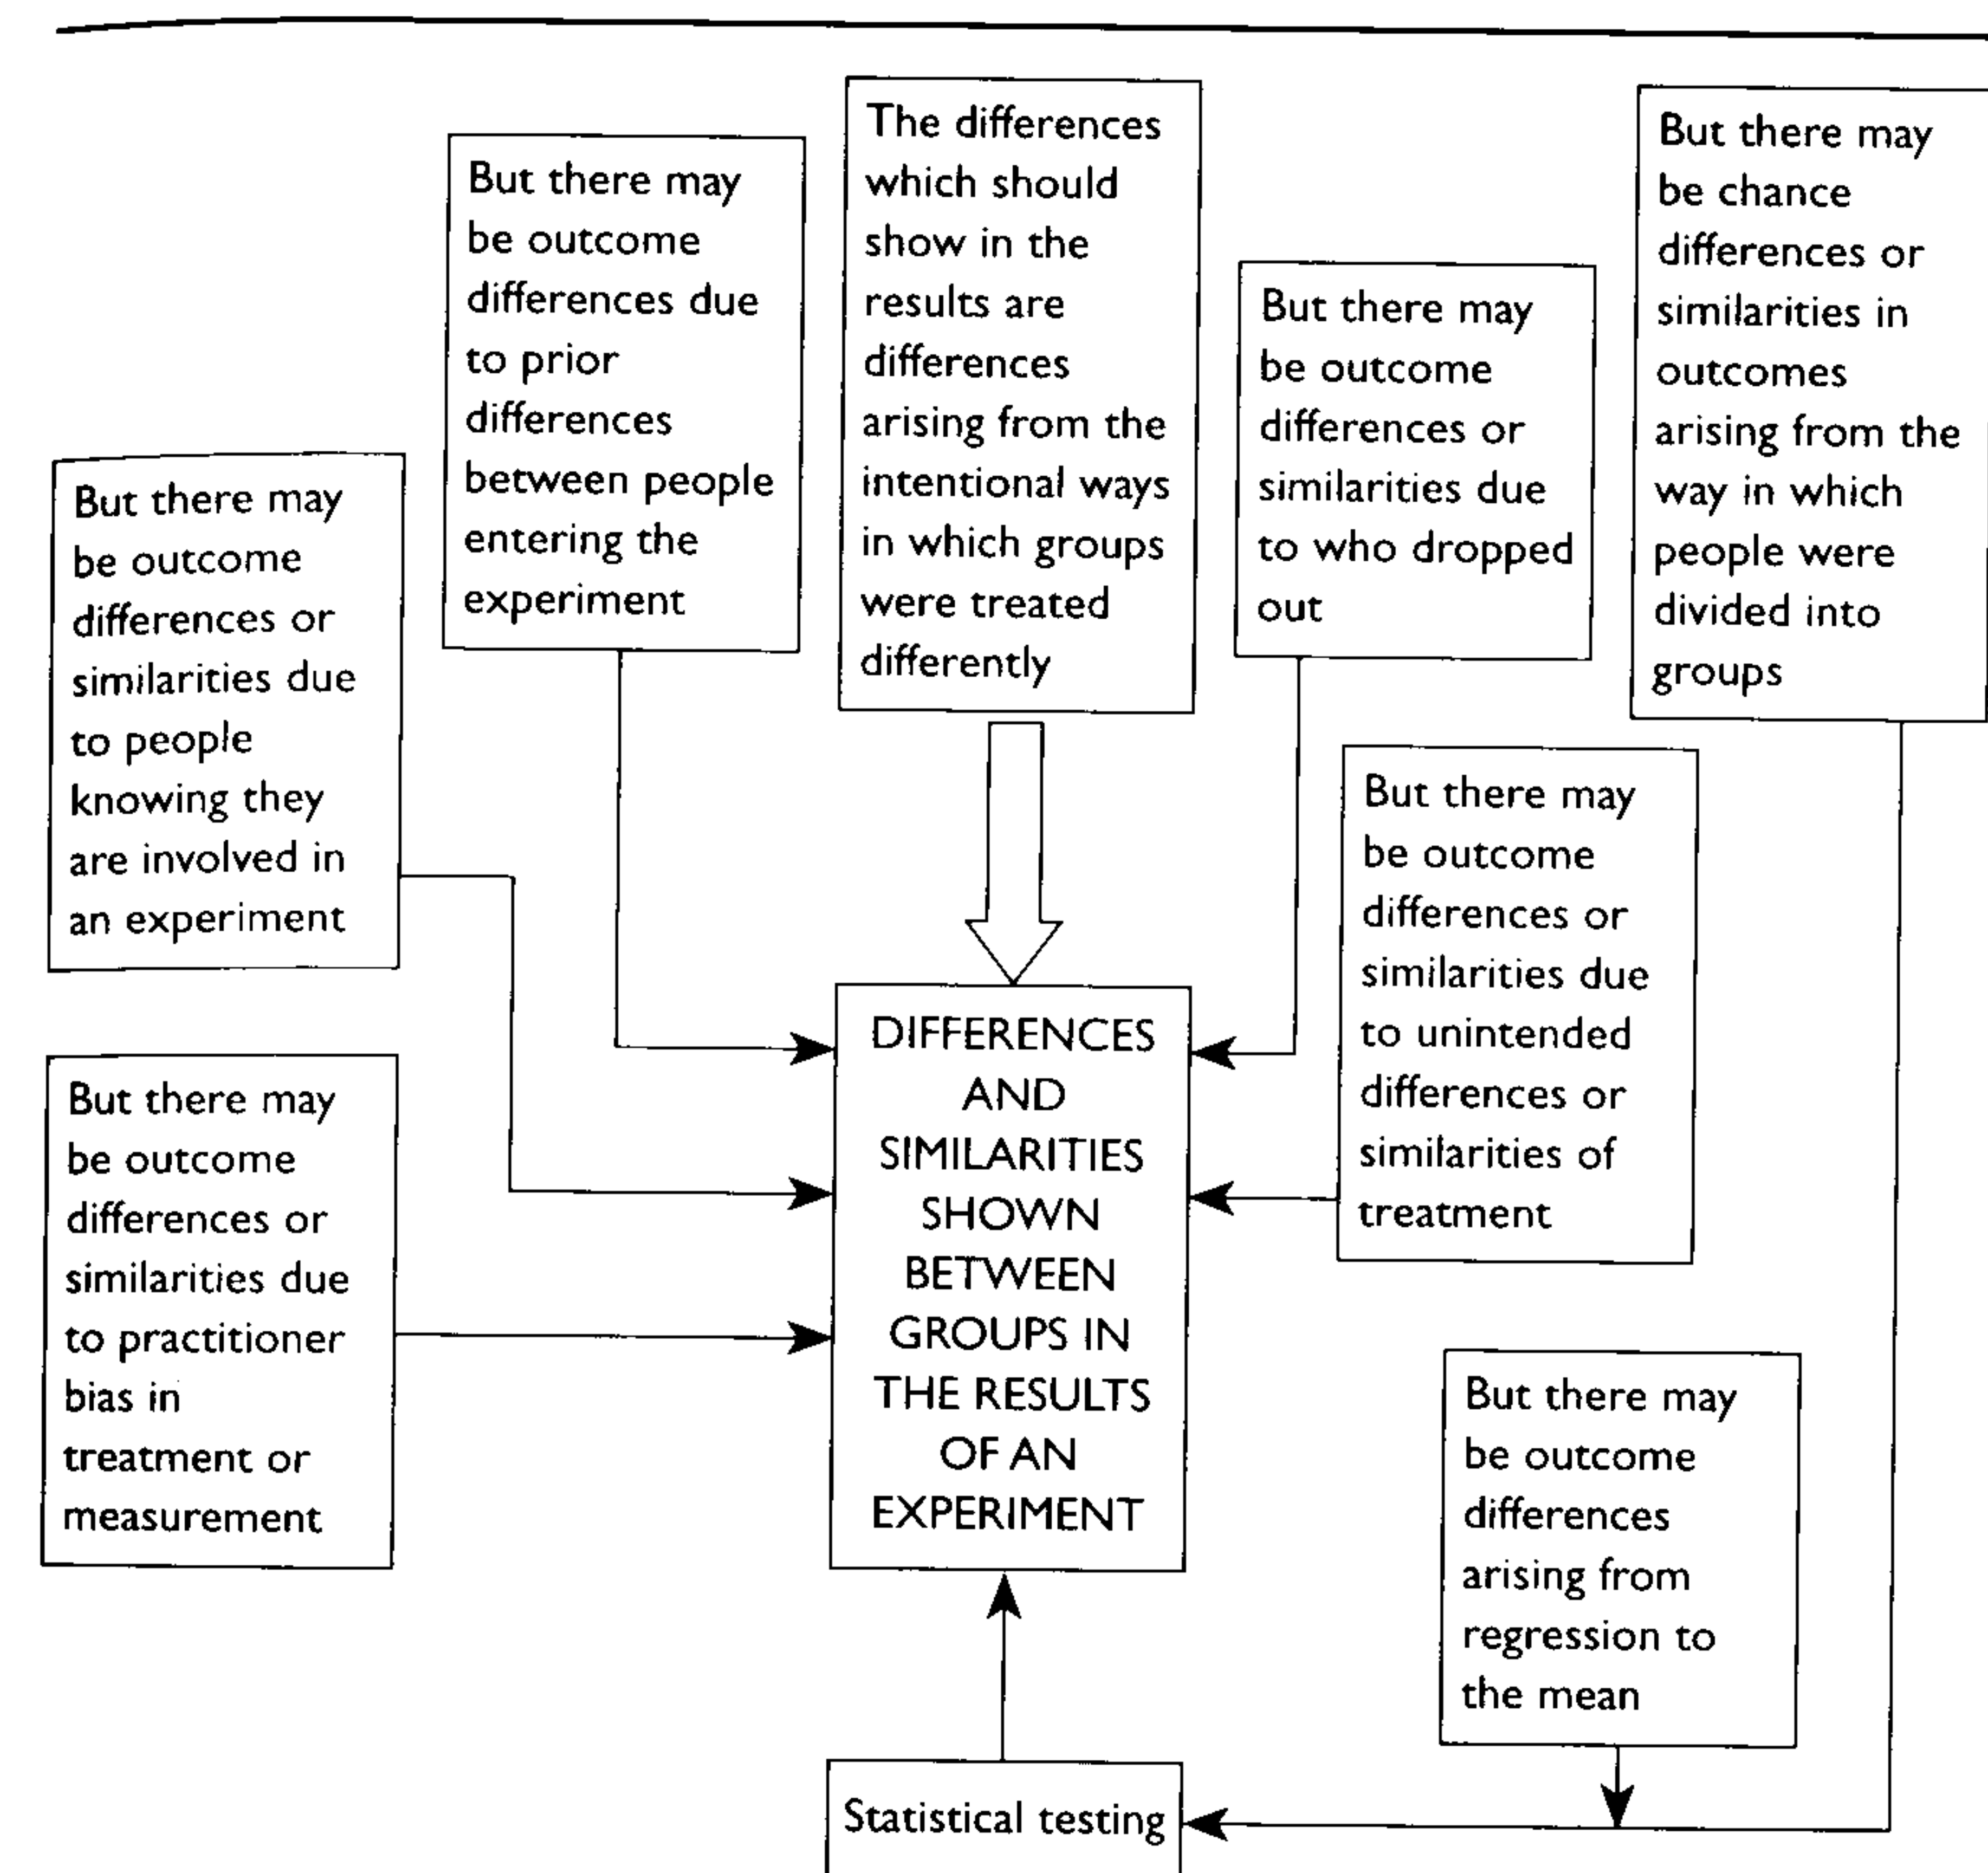 The differences
which should
show in the
results are
differences
arising from the
intentional ways
in which groups
were treated
differently
But there may
be outcome
differences due
to prior
differences
between people
entering the
experiment
But there may
be outcome
differences or
similarities due
to who dropped
out
But there may
be chance
differences or
similarities in
outcomes
arising from the
way in which
people were
divided into
groups
But there may
be outcome
differences or
similarities due
to people
knowing they
are involved in
an experiment
But there may
be outcome
differences or
similarities due
to unintended
differences or
similarities of
treatment
DIFFERENCES
AND
SIMILARITIES
SHOWN
BETWEEN
GROUPS IN
THE RESULTS
OF AN
EXPERIMENT
But there may
be outcome
differences or
similarities due
to practitioner
bias in
treatment or
measurement
But there may
be outcome
differences
arising from
regression to
the mean
Statistical testing